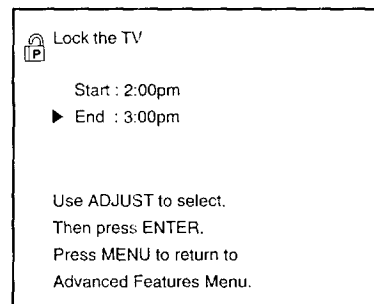 Lock the TV
P
Start : 2:00pm
▶ End : 3:00pm
Use ADJUST to select.
Then press ENTER.
Press MENU to return to
Advanced Features Menu.